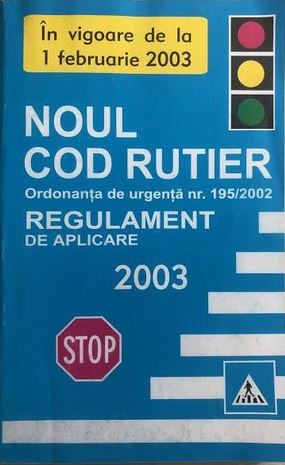 În vigoare de la
1 februarie 2003
NOUL
COD RUTIER
Ordonanța de urgență nr. 195/2002
REGULAMENT
DE APLICARE
2003
STOP